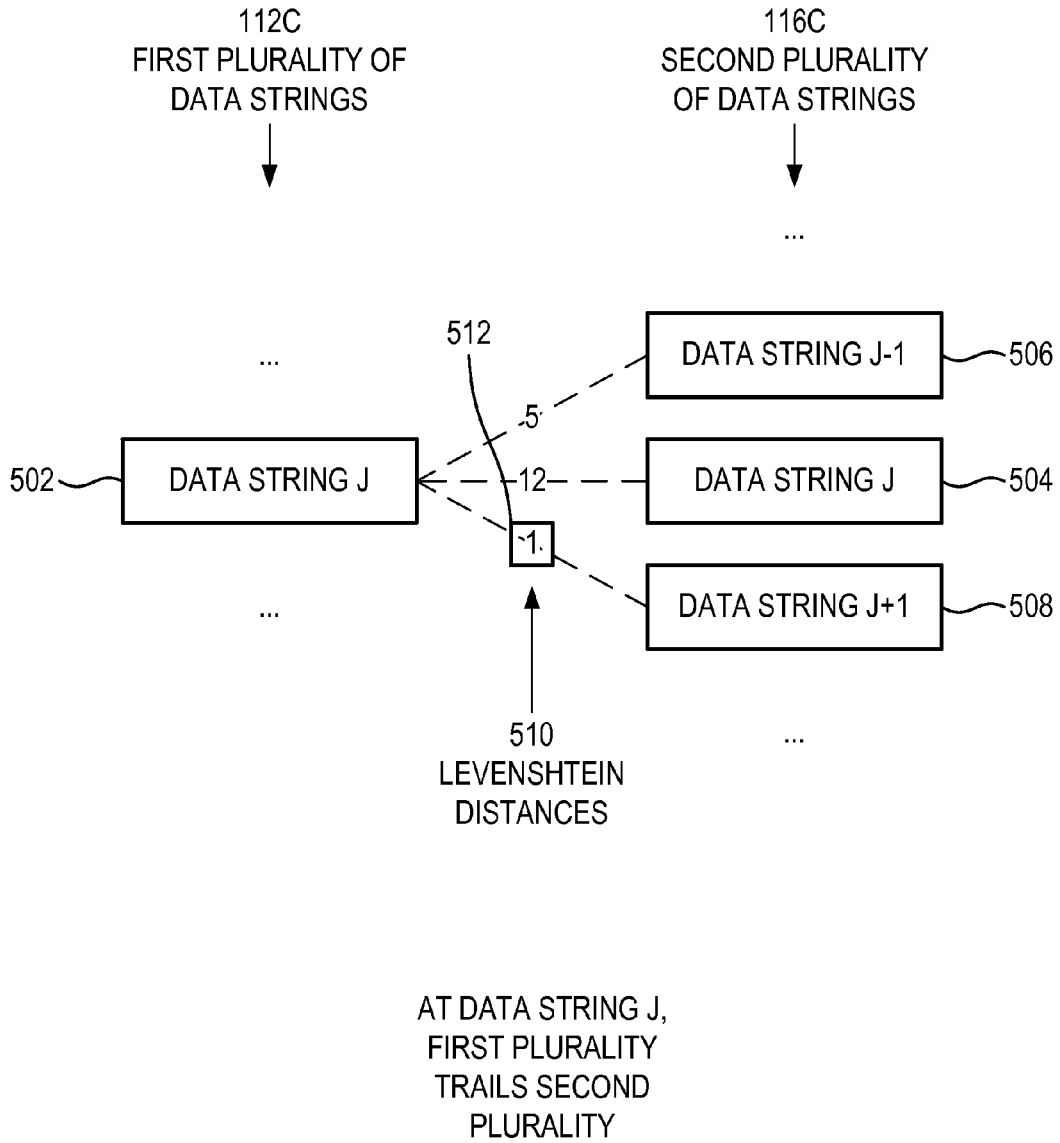 112C
FIRST PLURALITY OF
DATA STRINGS
116C
SECOND PLURALITY
OF DATA STRINGS
...
512
...
DATA STRING J-1
506
5
502
DATA STRING J
12
DATA STRING J
504
1
...
DATA STRING J+1
508
510
LEVENSHTEIN
DISTANCES
...
AT DATA STRING J,
FIRST PLURALITY
TRAILS SECOND
PLURALITY